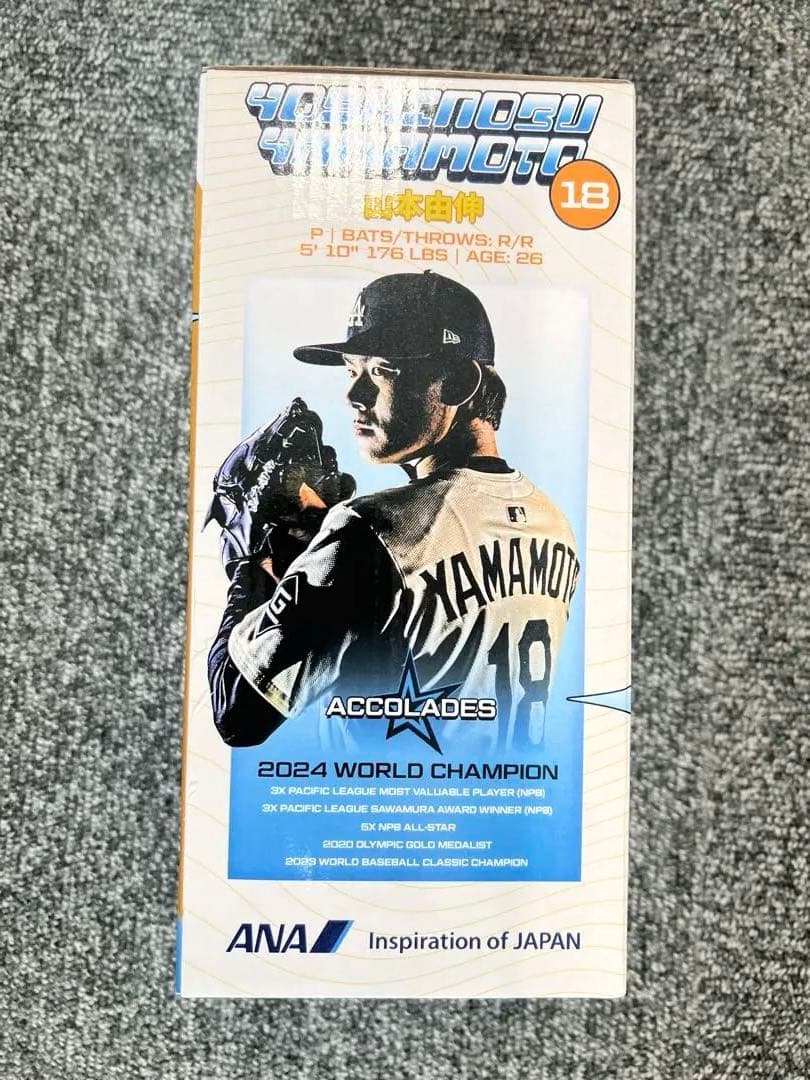 YOSHINOBU
YAMAMOTO
山本由伸
18
P | BATS/THROWS: R/R
5' 10" 176 LBS | AGE: 26
LA
YAMAMOTO
18
ACCOLADES
2024 WORLD CHAMPION
3X PACIFIC LEAGUE MOST VALUABLE PLAYER (NPB)
3X PACIFIC LEAGUE SAWAMURA AWARD WINNER (NPB)
5X NPB ALL-STAR
2020 OLYMPIC GOLD MEDALIST
2023 WORLD BASEBALL CLASSIC CHAMPION
ANA Inspiration of JAPAN